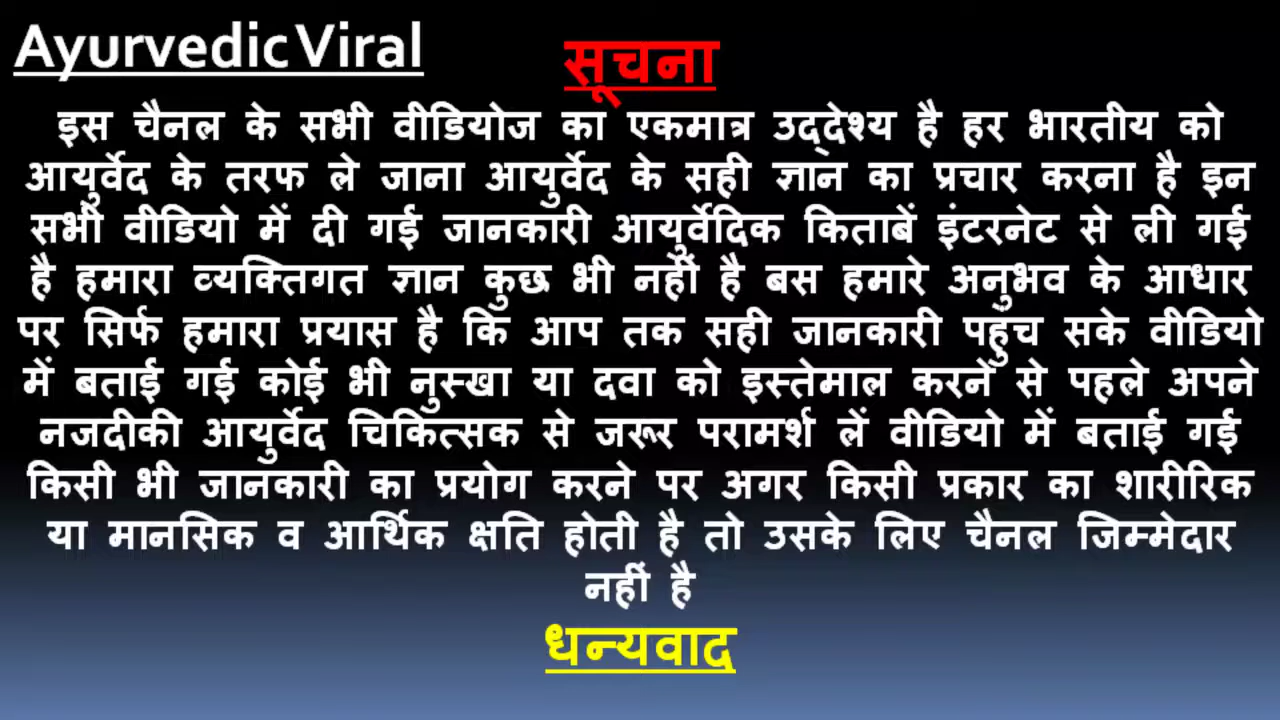 Ayurvedic Viral
सूचना
इस चैनल के सभी वीडियोज का एकमात्र उद्देश्य है हर भारतीय को
आयुर्वेद के तरफ ले जाना आयुर्वेद के सही ज्ञान का प्रचार करना है इन
सभी वीडियो में दी गई जानकारी आयुर्वेदिक किताबें इंटरनेट से ली गई
है हमारा व्यक्तिगत ज्ञान कुछ भी नहीं है बस हमारे अनुभव के आधार
पर सिर्फ हमारा प्रयास है कि आप तक सही जानकारी पहुच सके वीडियो
में बताई गई कोई भी नुस्खा या दवा को इस्तेमाल करने से पहले अपने
नजदीकी आयुर्वेद चिकित्सक से जरूर परामर्श लें वीडियो में बताई गई
किसी भी जानकारी का प्रयोग करने पर अगर किसी प्रकार का शारीरिक
या मानसिक व आर्थिक क्षति होती है तो उसके लिए चैनल जिम्मेदार
नहीं है
धन्यवाद